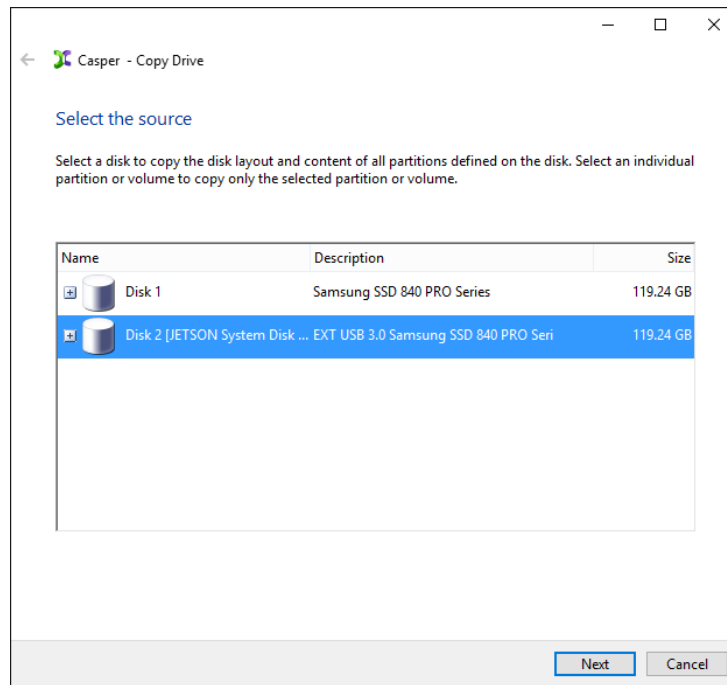 Casper - Copy Drive
Select the source
Select a disk to copy the disk layout and content of all partitions defined on the disk. Select an individual
partition or volume to copy only the selected partition or volume.
Name Description Size
Disk 1 Samsung SSD 840 PRO Series 119.24 GB
Disk 2 [JETSON System Disk ... EXT USB 3.0 Samsung SSD 840 PRO Seri 119.24 GB
Next Cancel